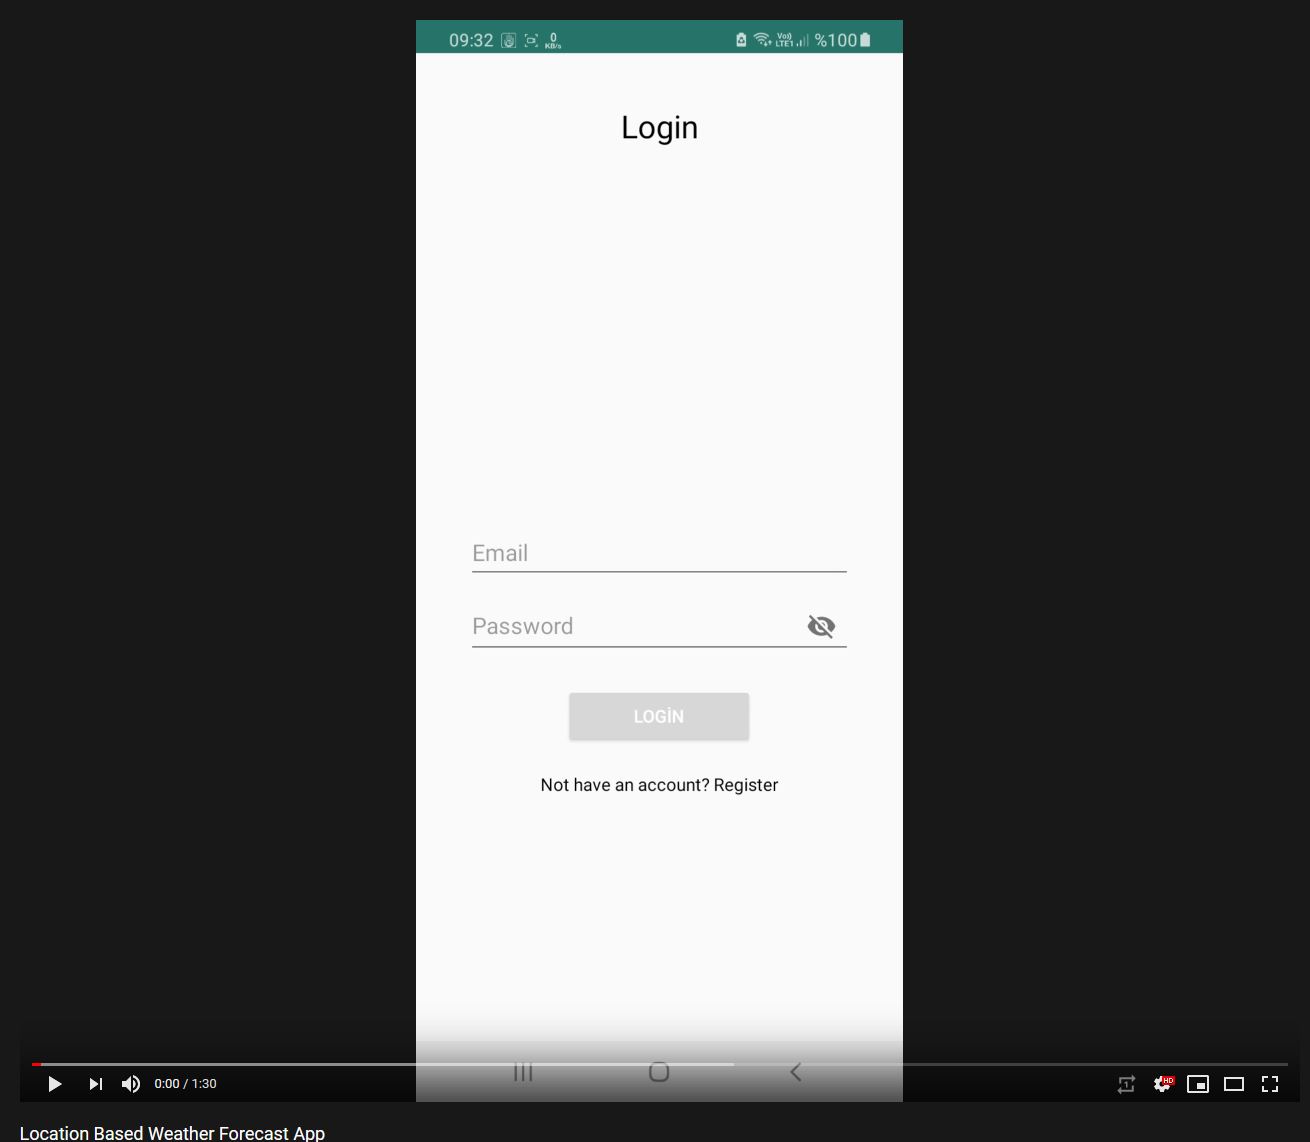 09:32 0 KB/s Vo)) LTE1 %100
Login
Email
Password
LOGİN
Not have an account? Register
0:00 / 1:30 HD
Location Based Weather Forecast App